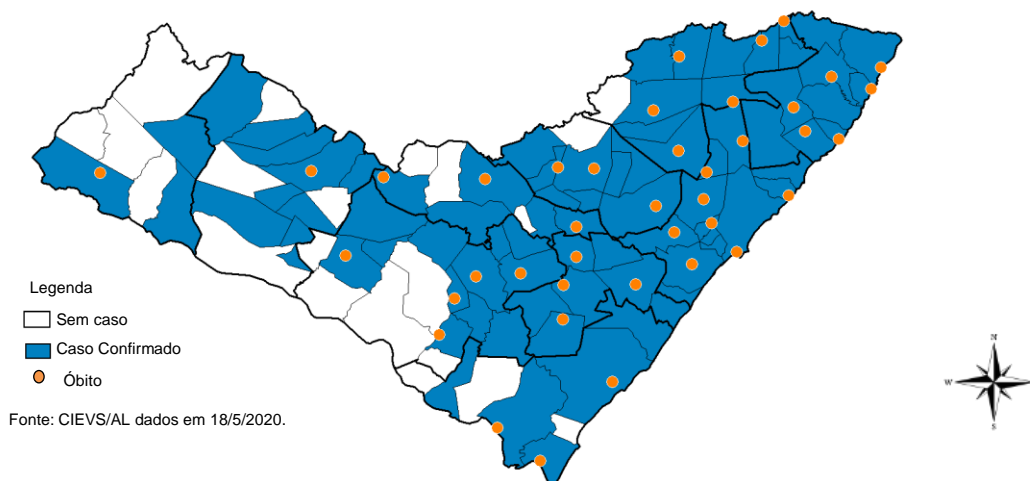 Legenda
Sem caso
Caso Confirmado
Óbito
Fonte: CIEVS/AL dados em 18/5/2020.
N
W
S